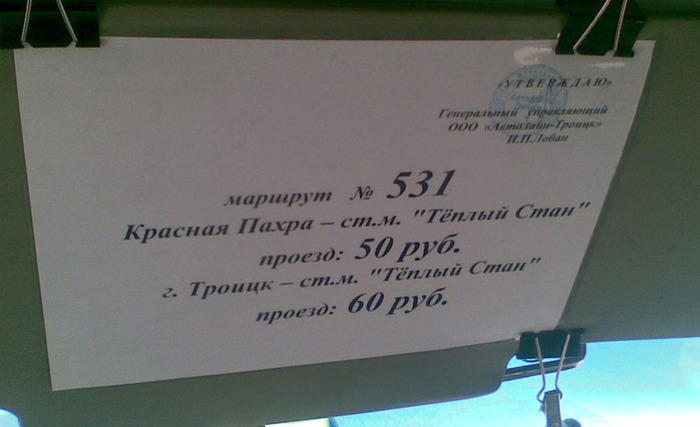 «УТВЕРЖДАЮ»
Генеральный управляющий
ООО «Автолайн-Троицк»
И.П.Лобан
маршрут № 531
Красная Пахра – ст.м. "Тёплый Стан"
проезд: 50 руб.
г. Троицк – ст.м. "Тёплый Стан"
проезд: 60 руб.